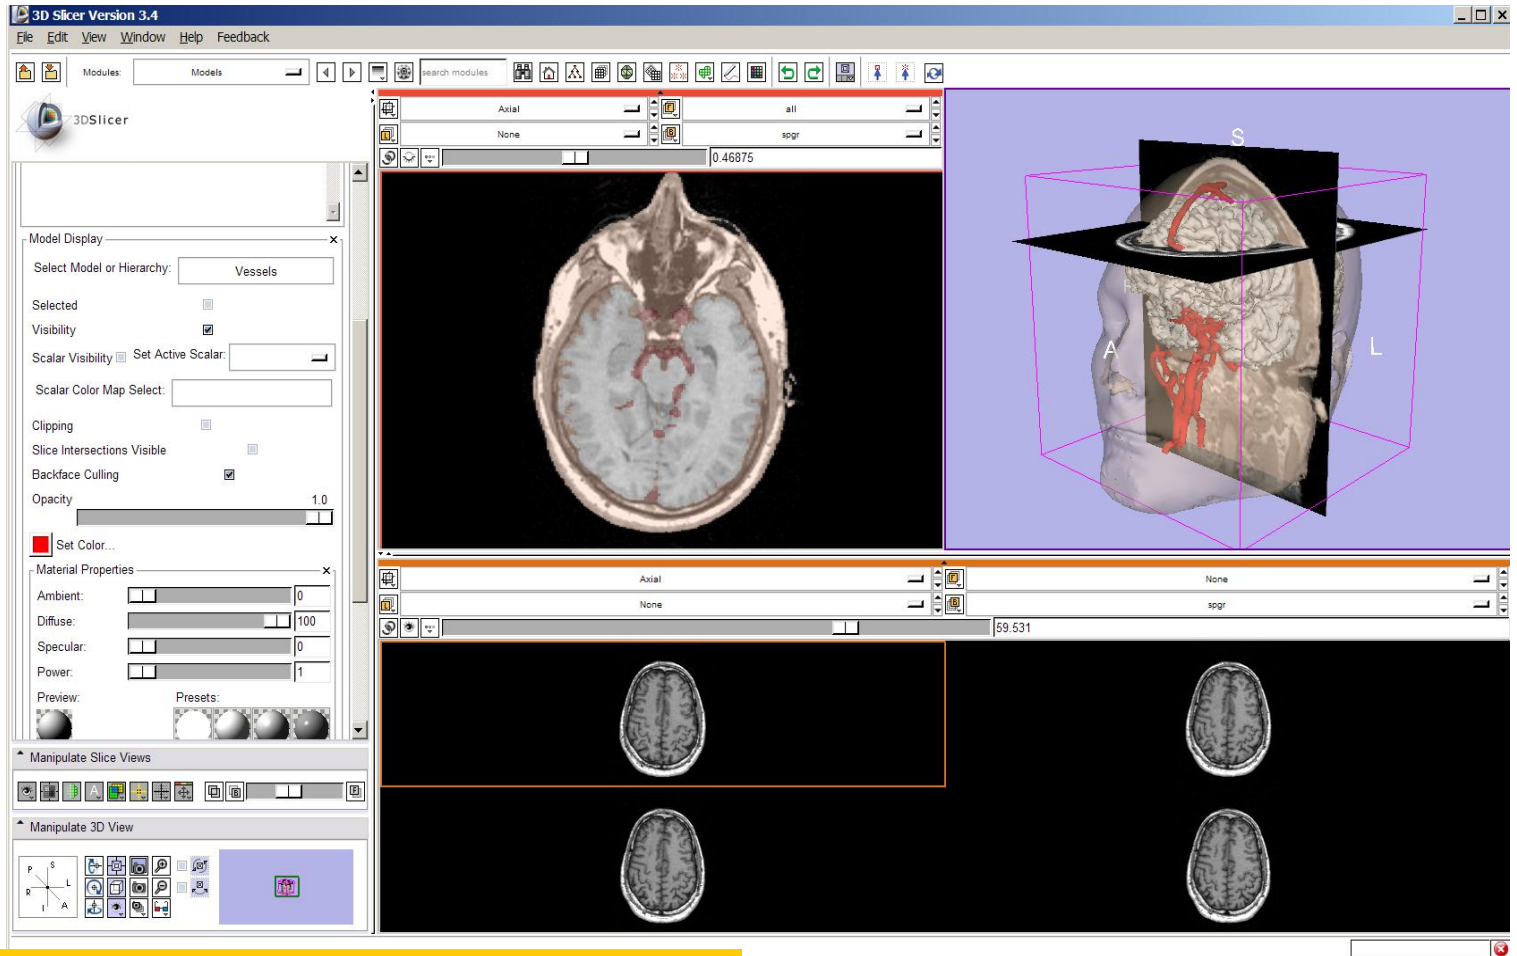 3D Slicer Version 3.4
File Edit View Window Help Feedback
Modules: Models search modules
3DSlicer
Model Display
Select Model or Hierarchy: Vessels
Selected
Visibility
Scalar Visibility Set Active Scalar:
Scalar Color Map Select:
Clipping
Slice Intersections Visible
Backface Culling
Opacity 1.0
Set Color...
Material Properties
Ambient: 0
Diffuse: 100
Specular: 0
Power: 1
Preview: Presets:
Manipulate Slice Views
Manipulate 3D View
P S
R L
I A
Axial all
None spgr
0.46875
S
R
A L
Axial None
None spgr
59.531